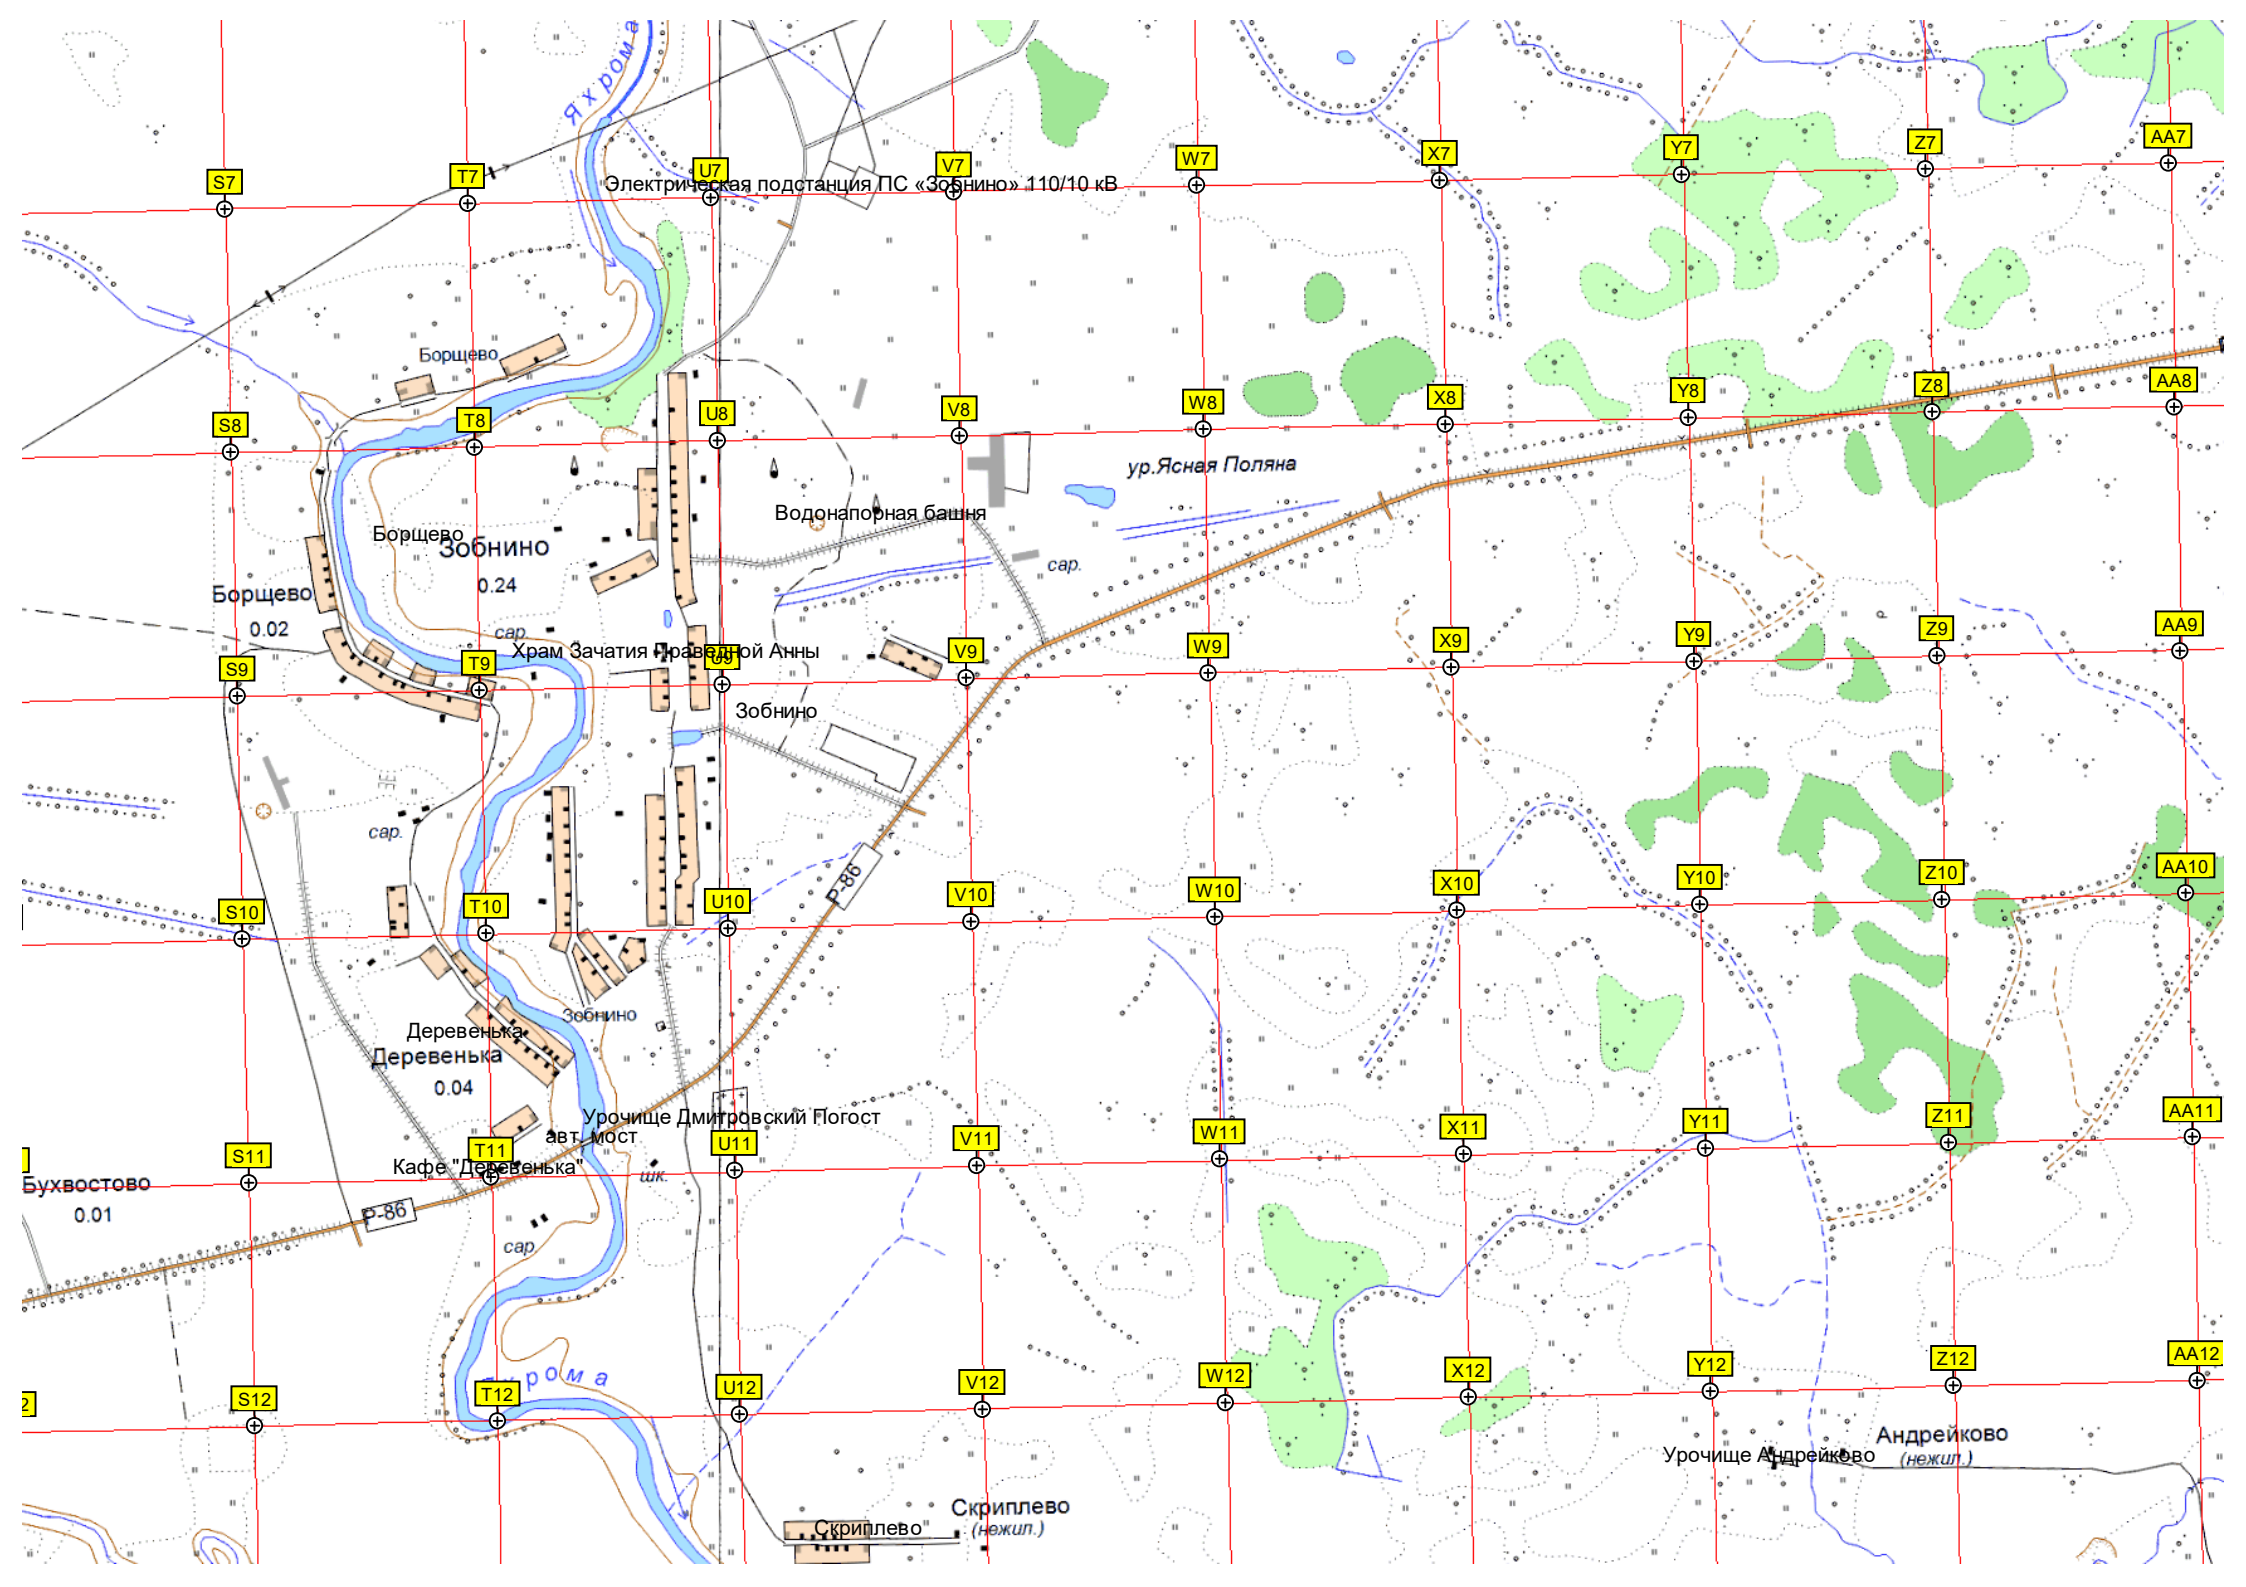 Яхрома
S7
T7
U7
V7
W7
X7
Y7
Z7
AA7
Электрическая подстанция ПС «Зобнино» 110/10 кВ
Борщево
S8
T8
U8
V8
W8
X8
Y8
Z8
AA8
ур.Ясная Поляна
Водонапорная башня
Борщево
Зобнино
0.24
сар.
Борщево
0.02
сар.
Храм Зачатия Праведной Анны
S9
T9
U9
V9
W9
X9
Y9
Z9
AA9
Зобнино
сар.
Р-86
S10
T10
U10
V10
W10
X10
Y10
Z10
AA10
Зобнино
Деревенька
Деревенька
0.04
Урочище Дмитровский Погост
авт. мост
S11
T11
U11
V11
W11
X11
Y11
Z11
AA11
Кафе "Деревенька"
шк.
Бухвостово
0.01
Р-86
сар.
рома
S12
T12
U12
V12
W12
X12
Y12
Z12
AA12
Андрейково
(нежил.)
Урочище Андрейково
Скриплево
(нежил.)
Скриплево